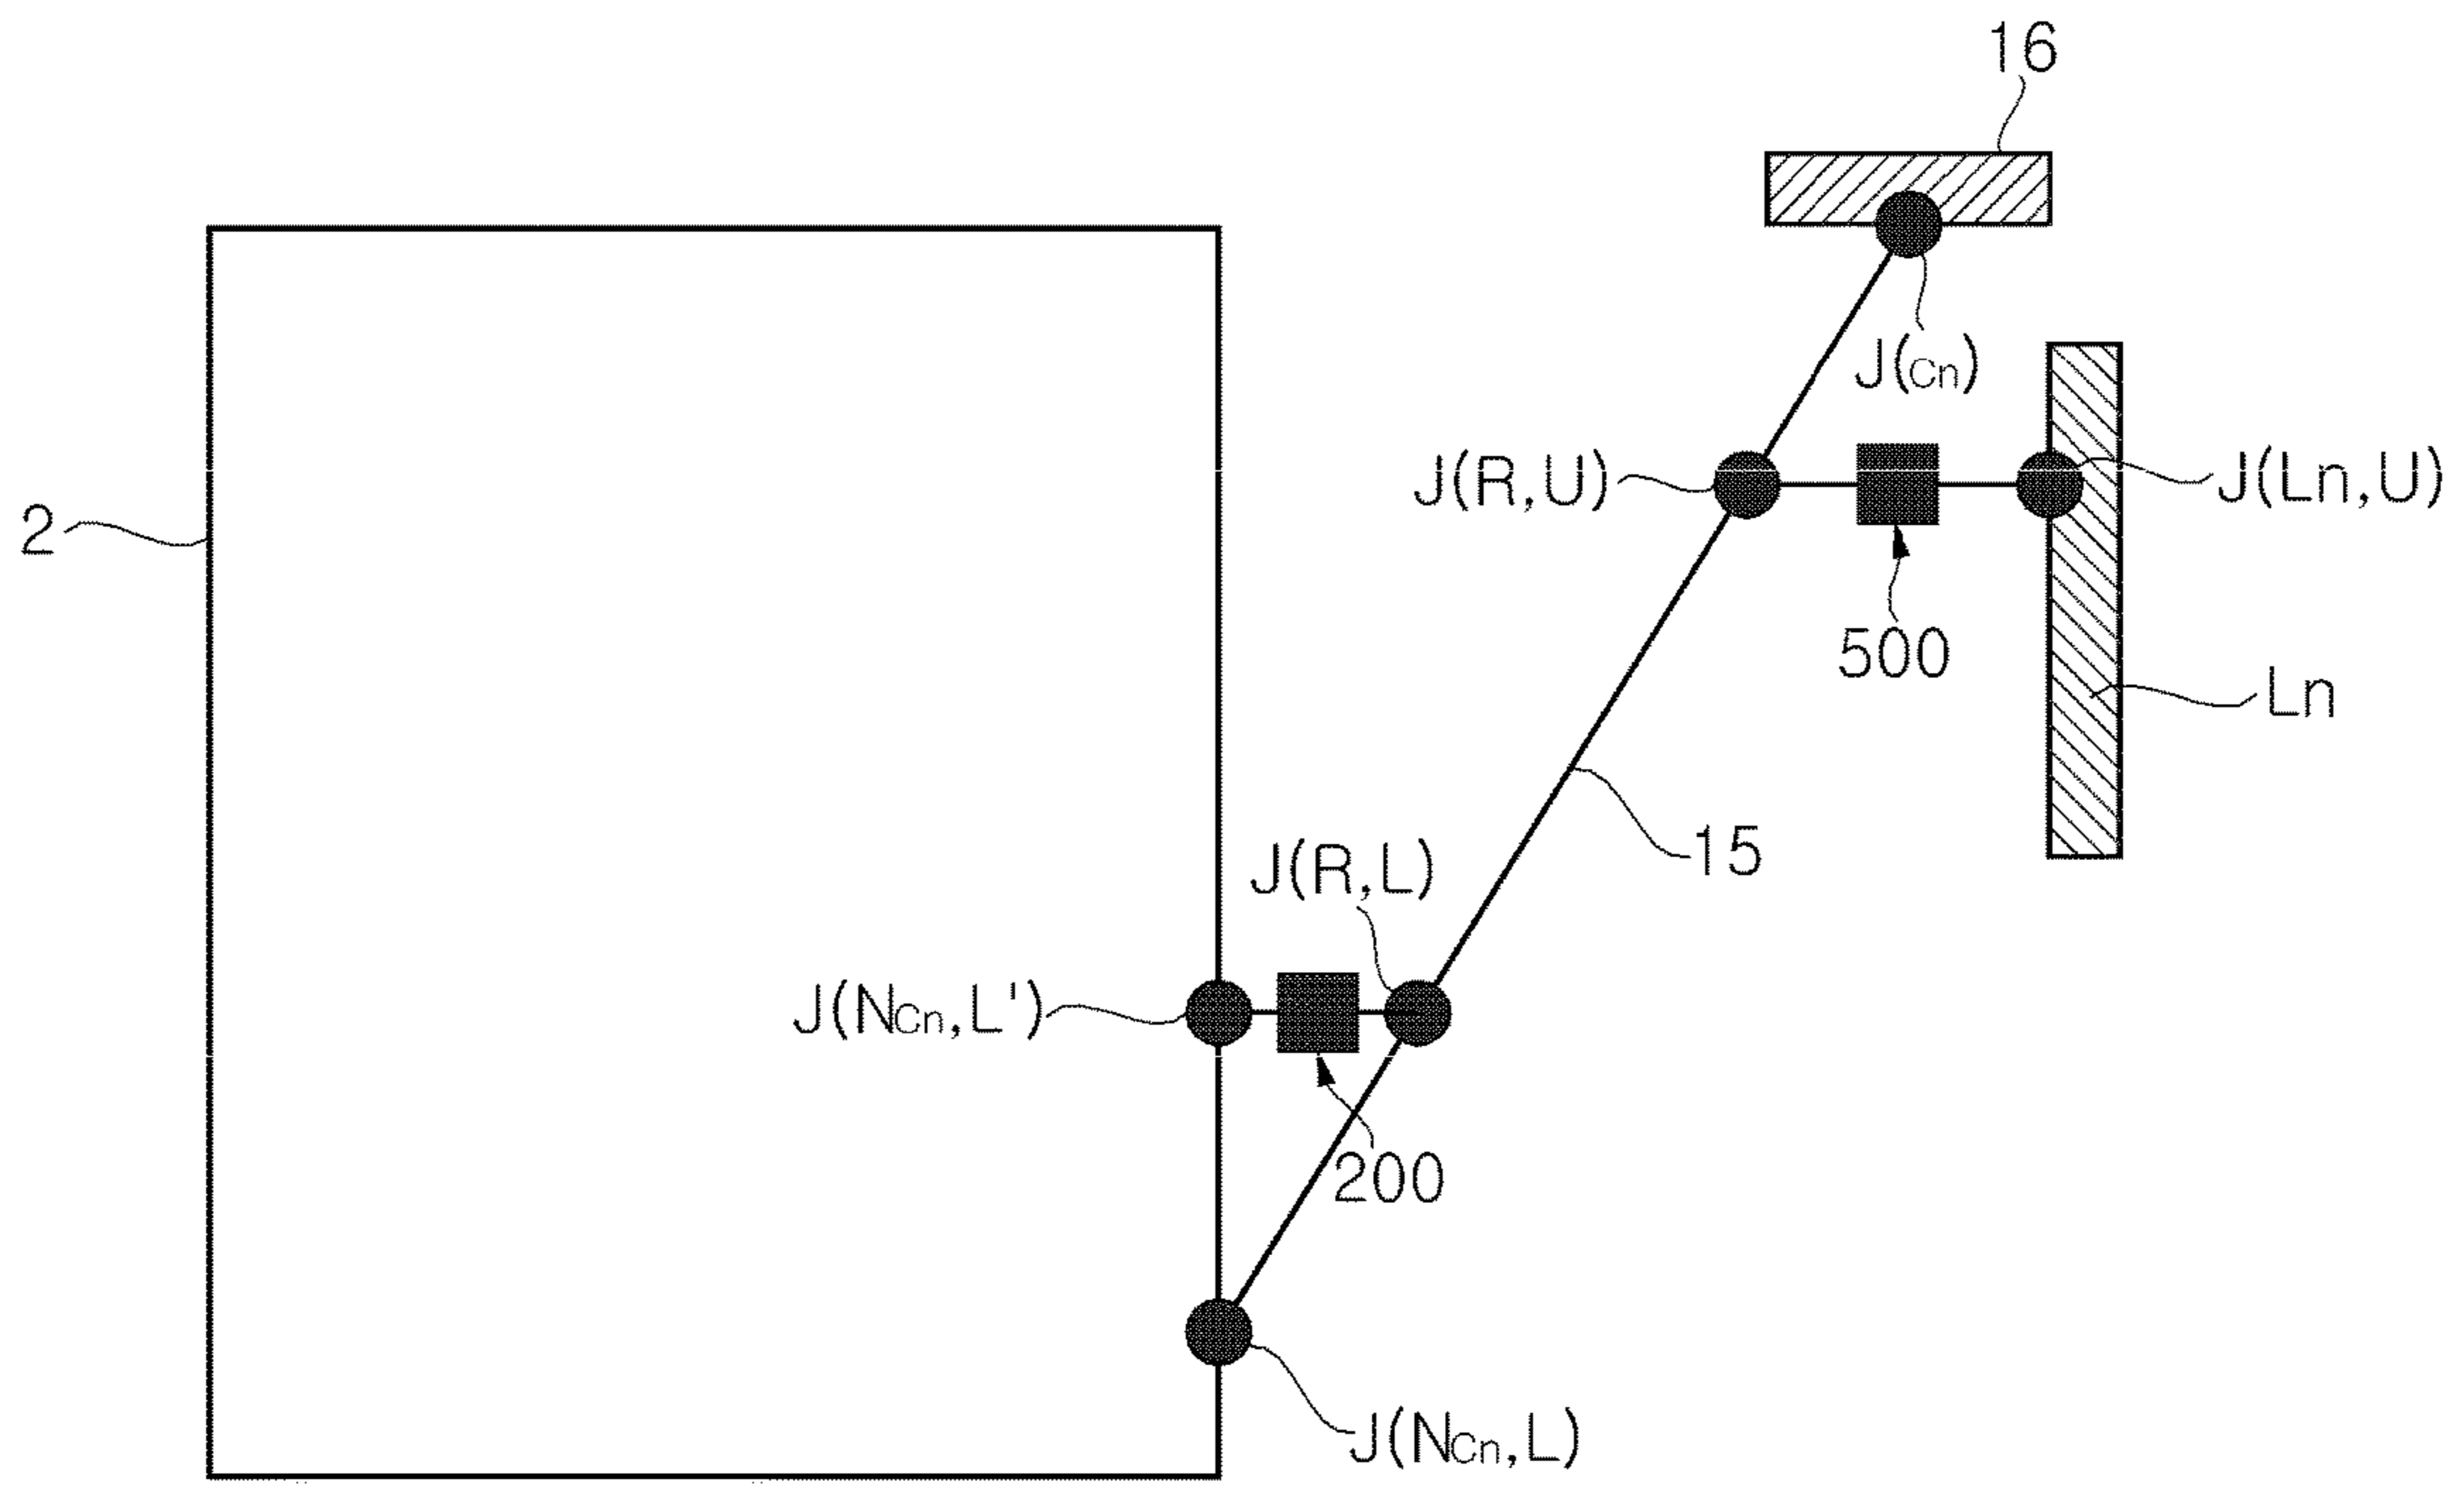 16
J(Cn)
J(R,U)
J(Ln,U)
2
500
Ln
15
J(R,L)
J(NCn,L')
200
J(NCn,L)